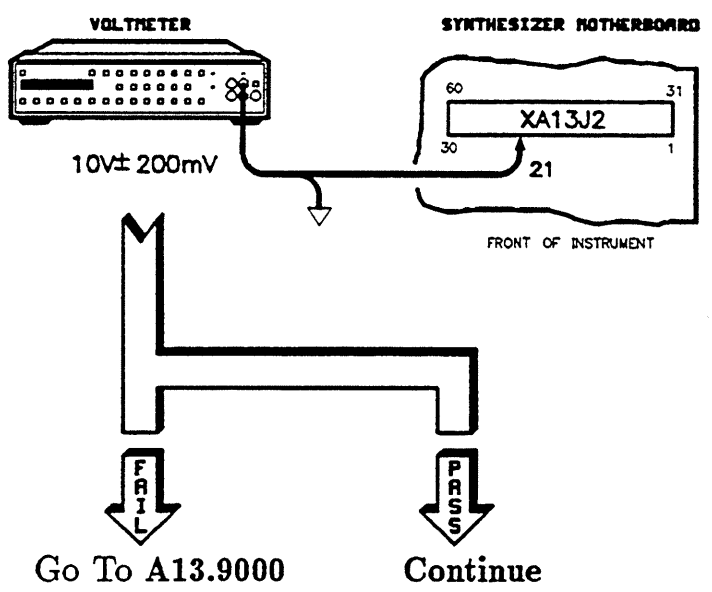 VOLTMETER
SYNTHESIZER MOTHERBOARD
60 31
XA13J2
30 1
10V± 200mV
21
FRONT OF INSTRUMENT
FAIL
PASS
Go To A13.9000
Continue